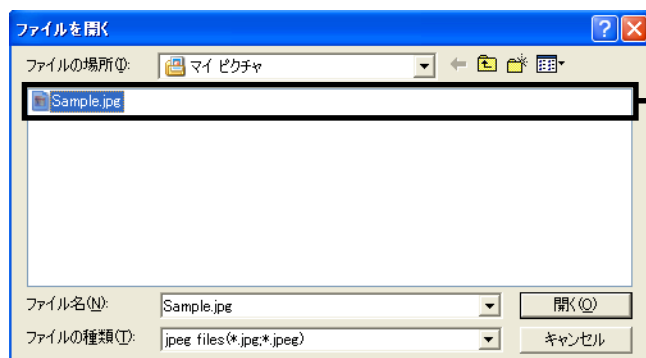 ファイルを開く
ファイルの場所(I): マイ ピクチャ
Sample.jpg
ファイル名(N): Sample.jpg 開く(O)
ファイルの種類(T): jpeg files(*.jpg;*.jpeg) キャンセル